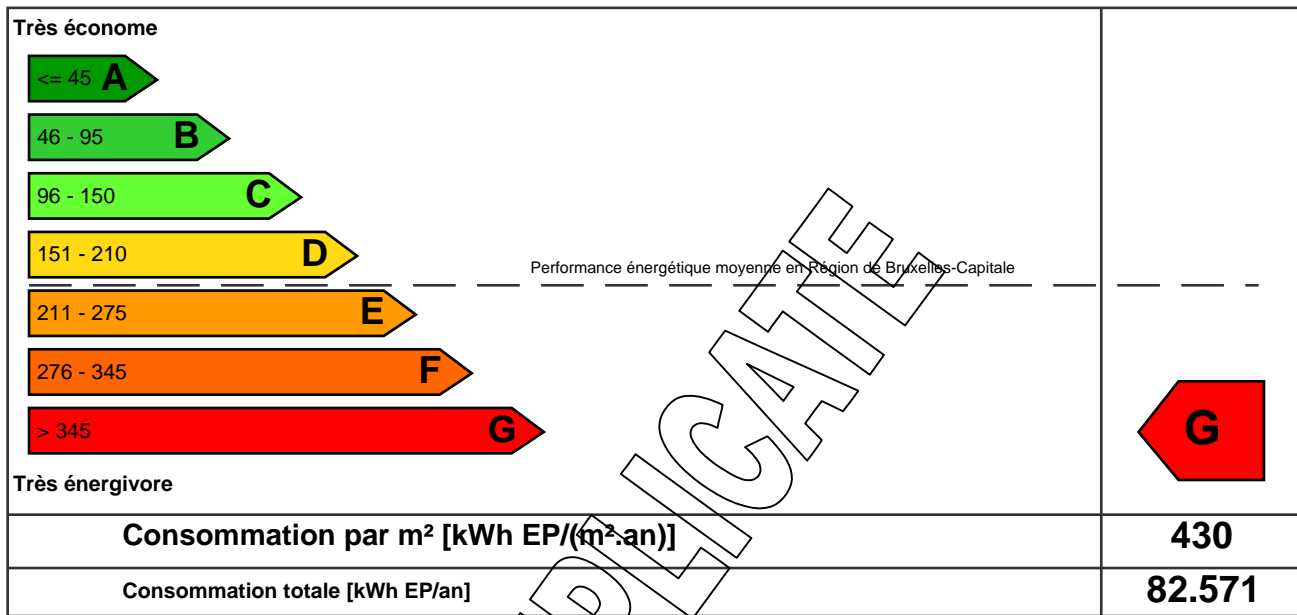 Très économe
<= 45 A
46 - 95 B
96 - 150 C
151 - 210 D
Performance énergétique moyenne en Région de Bruxelles-Capitale
211 - 275 E
276 - 345 F
> 345 G
G
Très énergivore
Consommation par m² [kWh EP/(m².an)] 430
Consommation totale [kWh EP/an] 82.571
PLICATE